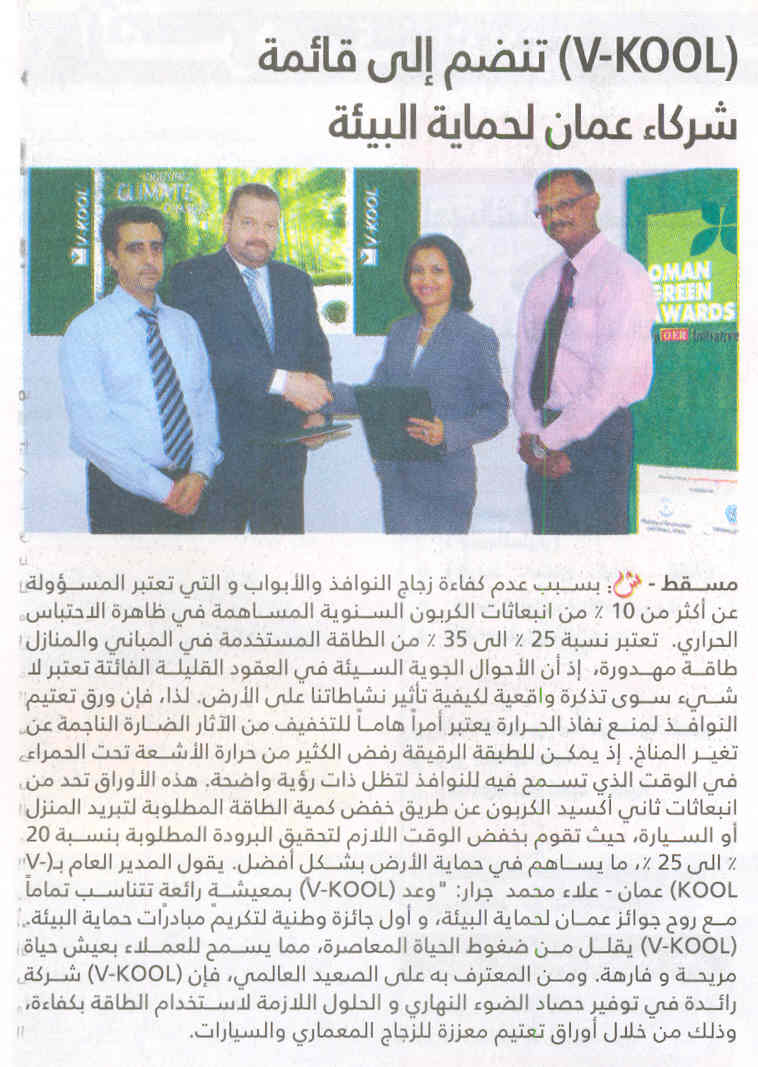 (V-KOOL) تنضم إلى قائمة
شركاء عمان لحماية البيئة
CLIMATE
V-KOOL
V-KOOL
OMAN
GREEN
AWARDS
OER Initiative
مسقط - ش: بسبب عدم كفاءة زجاج النوافذ والأبواب و التي تعتبر المسؤولة
عن أكثر من 10 ٪ من انبعاثات الكربون السنوية المساهمة في ظاهرة الاحتباس
الحراري. تعتبر نسبة 25 ٪ الى 35 ٪ من الطاقة المستخدمة في المباني والمنازل
طاقة مهدورة، إذ أن الأحوال الجوية السيئة في العقود القليلة الفائتة تعتبر لا
شيء سوى تذكرة واقعية لكيفية تأثير نشاطاتنا على الأرض. لذا، فإن ورق تعتيم
النوافذ لمنع نفاذ الحرارة يعتبر أمراً هاماً للتخفيف من الآثار الضارة الناجمة عن
تغير المناخ. إذ يمكن للطبقة الرقيقة رفض الكثير من حرارة الأشعة تحت الحمراء
في الوقت الذي تسمح فيه للنوافذ لتظل ذات رؤية واضحة. هذه الأوراق تحد من
انبعاثات ثاني أكسيد الكربون عن طريق خفض كمية الطاقة المطلوبة لتبريد المنزل
أو السيارة، حيث تقوم بخفض الوقت اللازم لتحقيق البرودة المطلوبة بنسبة 20
٪ الى 25 ٪، ما يساهم في حماية الأرض بشكل أفضل. يقول المدير العام بـ(V-
KOOL) عمان - علاء محمد جرار: "وعد (V-KOOL) بمعيشة رائعة تتناسب تماماً
مع روح جوائز عمان لحماية البيئة، و أول جائزة وطنية لتكريم مبادرات حماية البيئة.
(V-KOOL) يقلل من ضغوط الحياة المعاصرة، مما يسمح للعملاء بعيش حياة
مريحة و فارهة. ومن المعترف به على الصعيد العالمي، فإن (V-KOOL) شركة
رائدة في توفير حصاد الضوء النهاري و الحلول اللازمة لاستخدام الطاقة بكفاءة،
وذلك من خلال أوراق تعتيم معززة للزجاج المعماري والسيارات.